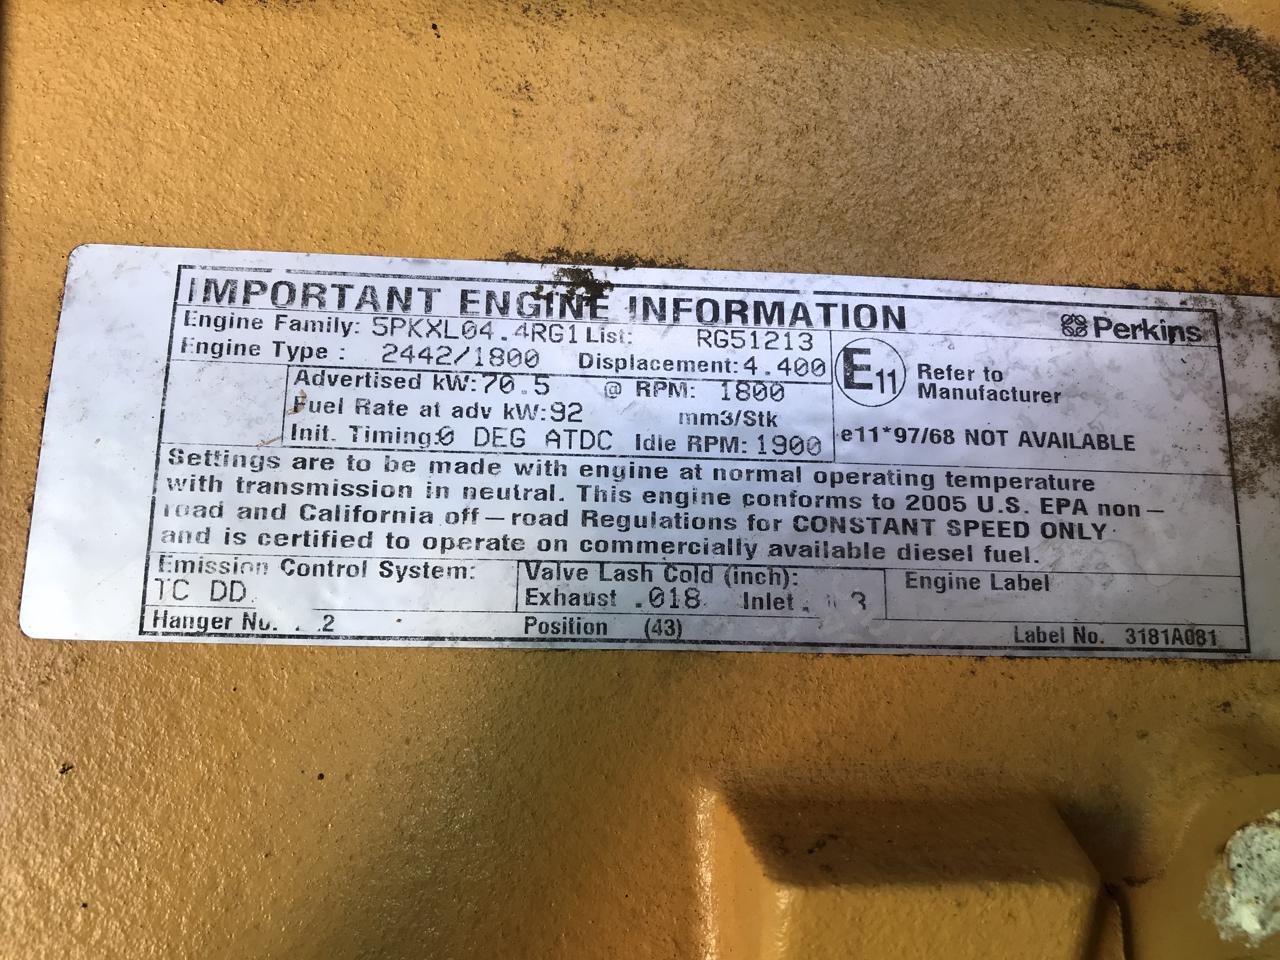 IMPORTANT ENGINE INFORMATION
Engine Family: 5PKXL04.4RG1 List: RG51213
Perkins
Engine Type : 2442/1800 Displacement:4.400
E11 Refer to
Manufacturer
Advertised kW:70.5 @ RPM: 1800
Fuel Rate at adv kW:92 mm3/Stk
Init. Timing:0 DEG ATDC Idle RPM: 1900
e11*97/68 NOT AVAILABLE
Settings are to be made with engine at normal operating temperature
with transmission in neutral. This engine conforms to 2005 U.S. EPA non–
road and California off–road Regulations for CONSTANT SPEED ONLY
and is certified to operate on commercially available diesel fuel.
Emission Control System:
TC DD
Valve Lash Cold (inch):
Exhaust .018 Inlet
Engine Label
Hanger No.
Position (43)
Label No. 3181A081